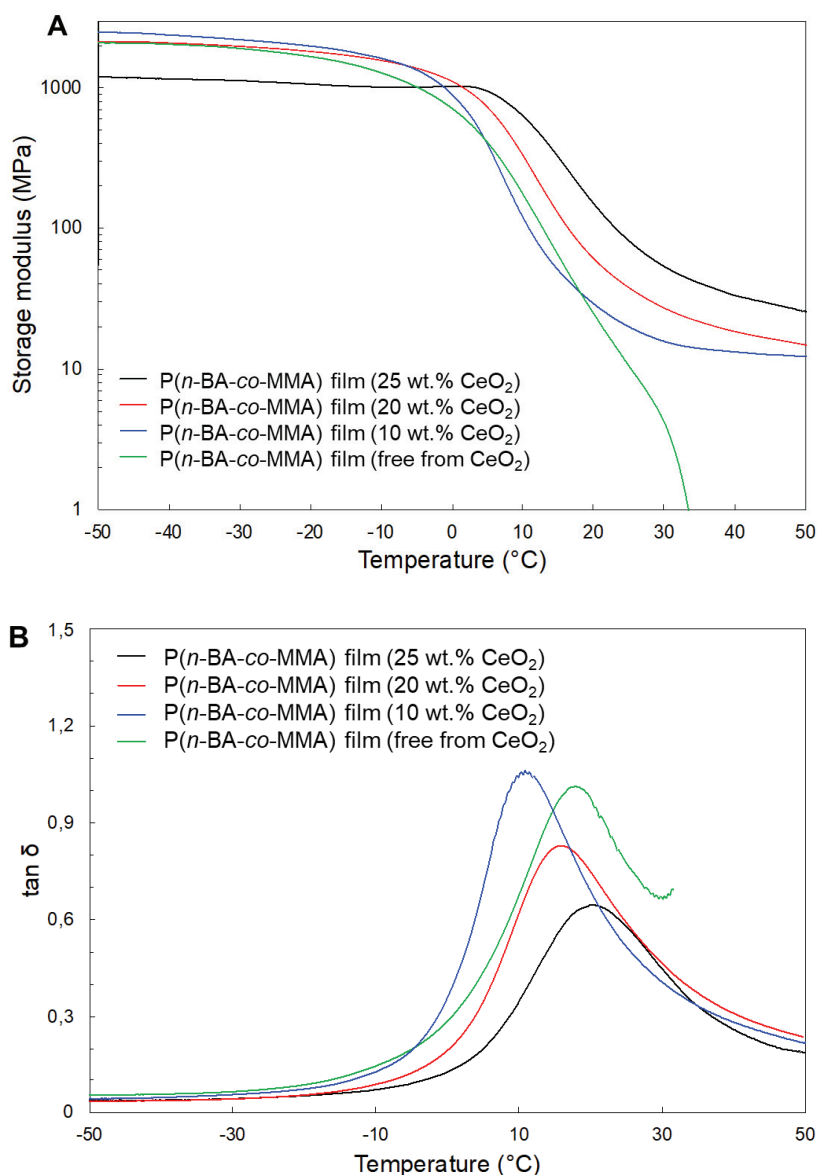 A
1000
100
10
1
Storage modulus (MPa)
P(n-BA-co-MMA) film (25 wt.% CeO₂)
P(n-BA-co-MMA) film (20 wt.% CeO₂)
P(n-BA-co-MMA) film (10 wt.% CeO₂)
P(n-BA-co-MMA) film (free from CeO₂)
-50 -40 -30 -20 -10 0 10 20 30 40 50
Temperature (°C)
B
1,5
1,2
0,9
0,6
0,3
0
tan δ
P(n-BA-co-MMA) film (25 wt.% CeO₂)
P(n-BA-co-MMA) film (20 wt.% CeO₂)
P(n-BA-co-MMA) film (10 wt.% CeO₂)
P(n-BA-co-MMA) film (free from CeO₂)
-50 -30 -10 10 30 50
Temperature (°C)